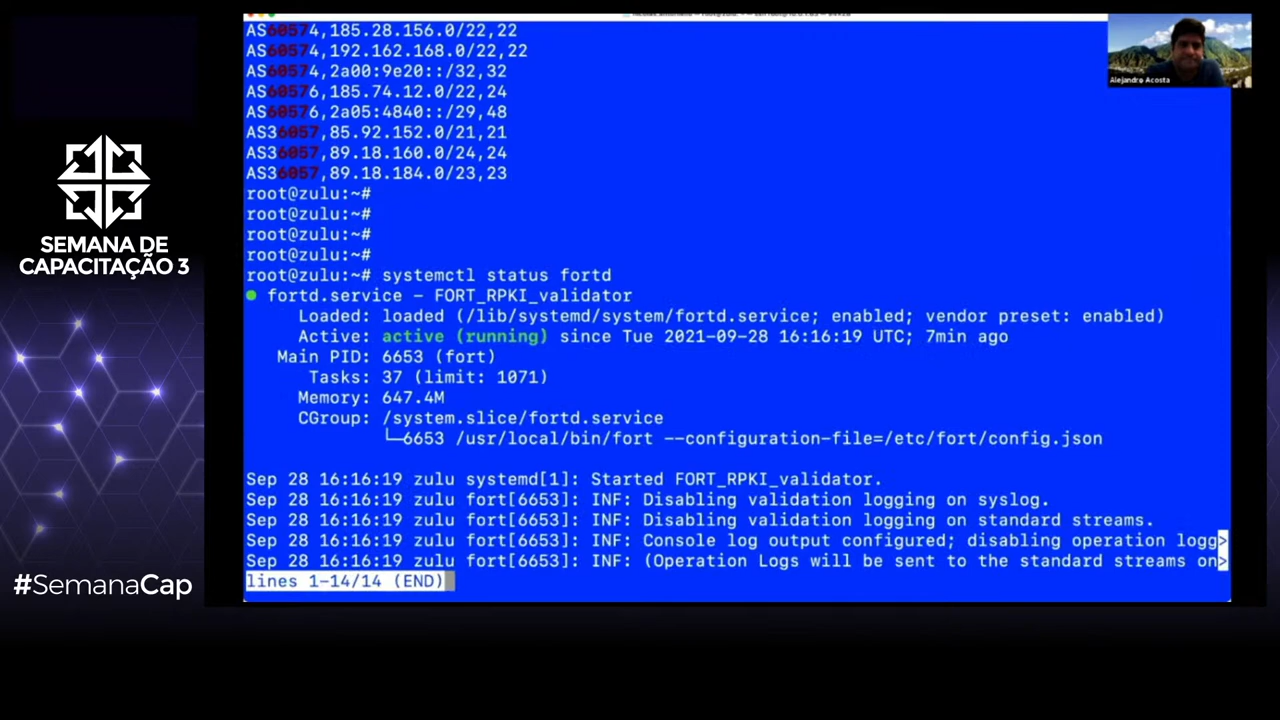 AS60574,185.28.156.0/22,22
AS60574,192.162.168.0/22,22
AS60574,2a00:9e20::/32,32
AS60576,185.74.12.0/22,24
AS60576,2a05:4840::/29,48
AS36057,85.92.152.0/21,21
AS36057,89.18.160.0/24,24
AS36057,89.18.184.0/23,23
root@zulu:~#
root@zulu:~#
root@zulu:~#
root@zulu:~#
root@zulu:~# systemctl status fortd
● fortd.service - FORT_RPKI_validator
Loaded: loaded (/lib/systemd/system/fortd.service; enabled; vendor preset: enabled)
Active: active (running) since Tue 2021-09-28 16:16:19 UTC; 7min ago
Main PID: 6653 (fort)
Tasks: 37 (limit: 1071)
Memory: 647.4M
CGroup: /system.slice/fortd.service
└─6653 /usr/local/bin/fort --configuration-file=/etc/fort/config.json
Sep 28 16:16:19 zulu systemd[1]: Started FORT_RPKI_validator.
Sep 28 16:16:19 zulu fort[6653]: INF: Disabling validation logging on syslog.
Sep 28 16:16:19 zulu fort[6653]: INF: Disabling validation logging on standard streams.
Sep 28 16:16:19 zulu fort[6653]: INF: Console log output configured; disabling operation logg>
Sep 28 16:16:19 zulu fort[6653]: INF: (Operation Logs will be sent to the standard streams on>
lines 1-14/14 (END)
Alejandro Acosta
SEMANA DE
CAPACITAÇÃO 3
#SemanaCap